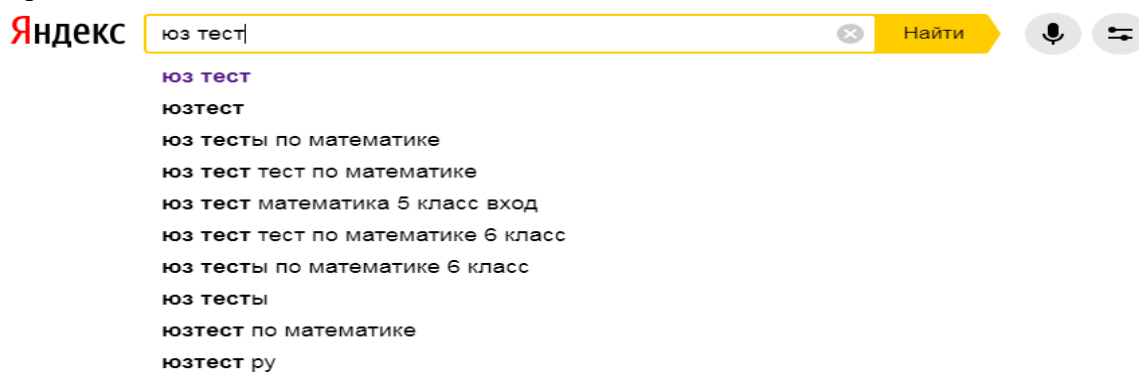 Яндекс юз тест Найти
юз тест
юзтест
юз тесты по математике
юз тест тест по математике
юз тест математика 5 класс вход
юз тест тест по математике 6 класс
юз тесты по математике 6 класс
юз тесты
юзтест по математике
юзтест ру